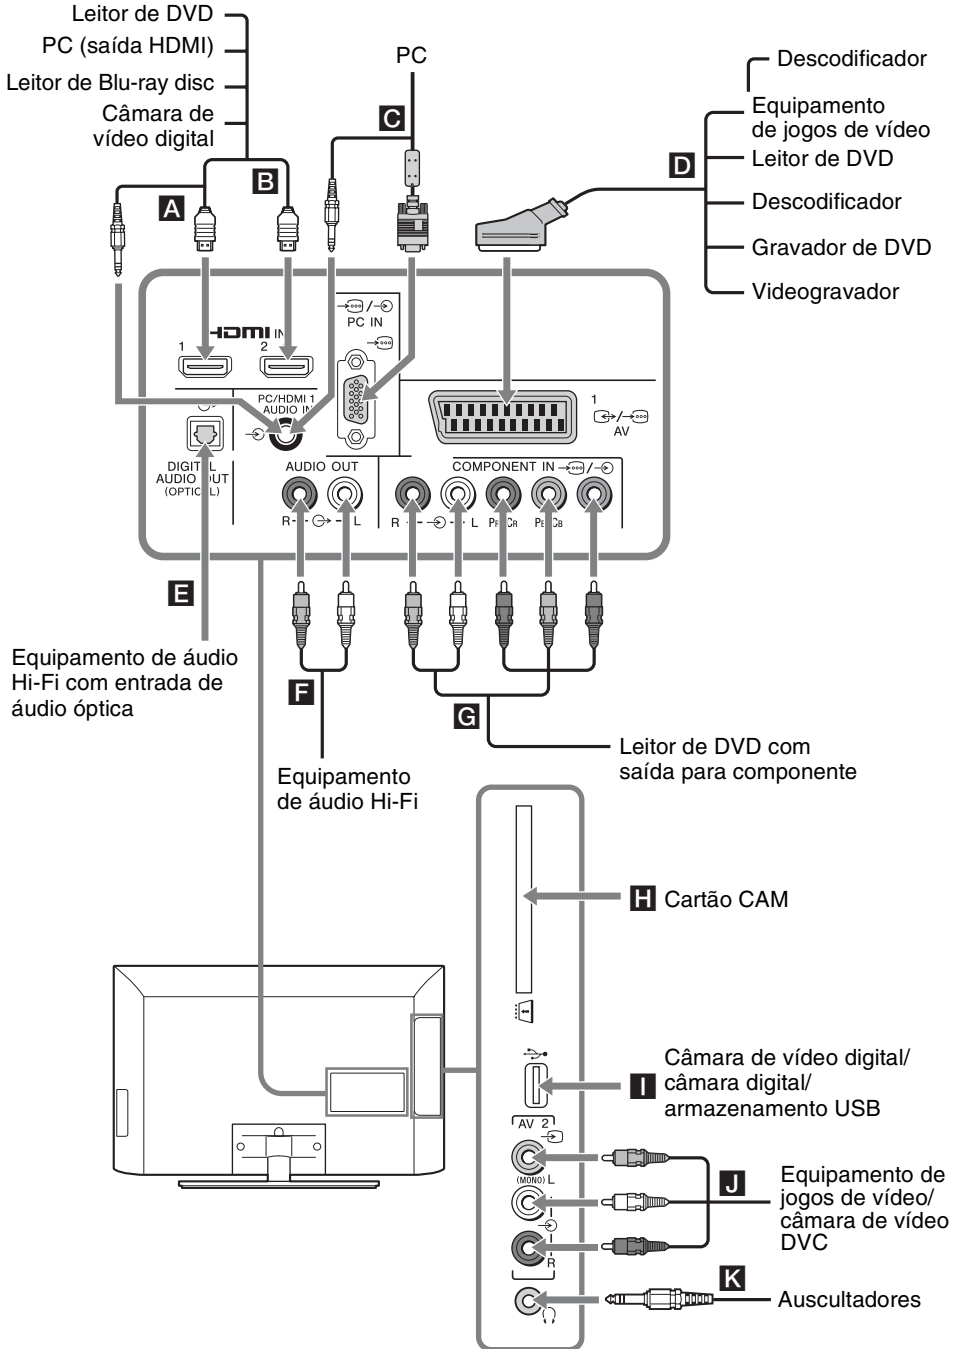 Leitor de DVD
PC (saída HDMI)
Leitor de Blu-ray disc
Câmara de
vídeo digital
PC
Descodificador
Equipamento
de jogos de vídeo
Leitor de DVD
Descodificador
Gravador de DVD
Videogravador
A
B
C
D
HDMI IN
1
2
PC IN
PC/HDMI 1
AUDIO IN
1
AV
DIGITAL
AUDIO OUT
(OPTICAL)
AUDIO OUT
R
L
COMPONENT IN
R
L
PR/CR
PB/CB
E
Equipamento de áudio
Hi-Fi com entrada de
áudio óptica
F
Equipamento
de áudio Hi-Fi
G
Leitor de DVD com
saída para componente
H Cartão CAM
I
Câmara de vídeo digital/
câmara digital/
armazenamento USB
AV 2
(MONO) L
R
J
Equipamento de
jogos de vídeo/
câmara de vídeo
DVC
K
Auscultadores